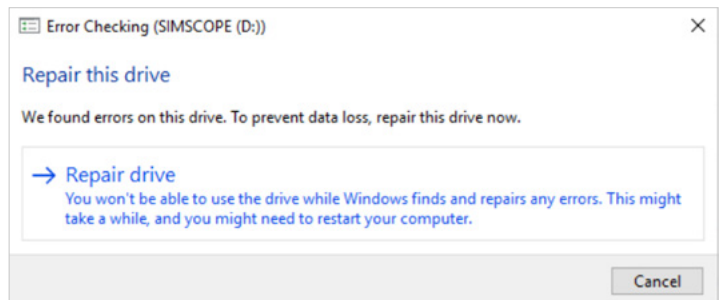 Error Checking (SIMSCOPE (D:))
Repair this drive
We found errors on this drive. To prevent data loss, repair this drive now.
Repair drive
You won't be able to use the drive while Windows finds and repairs any errors. This might
take a while, and you might need to restart your computer.
Cancel